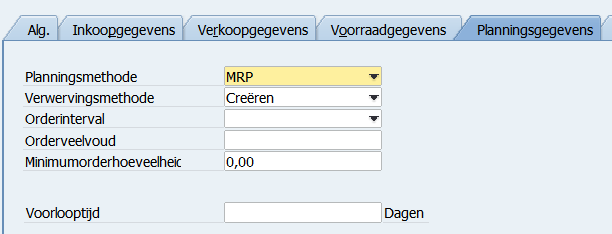 Alg. Inkoopgegevens Verkoopgegevens Voorraadgegevens Planningsgegevens
Planningsmethode MRP
Verwervingsmethode Creëren
Orderinterval
Orderveelvoud
Minimumorderhoeveelheic 0,00
Voorlooptijd Dagen